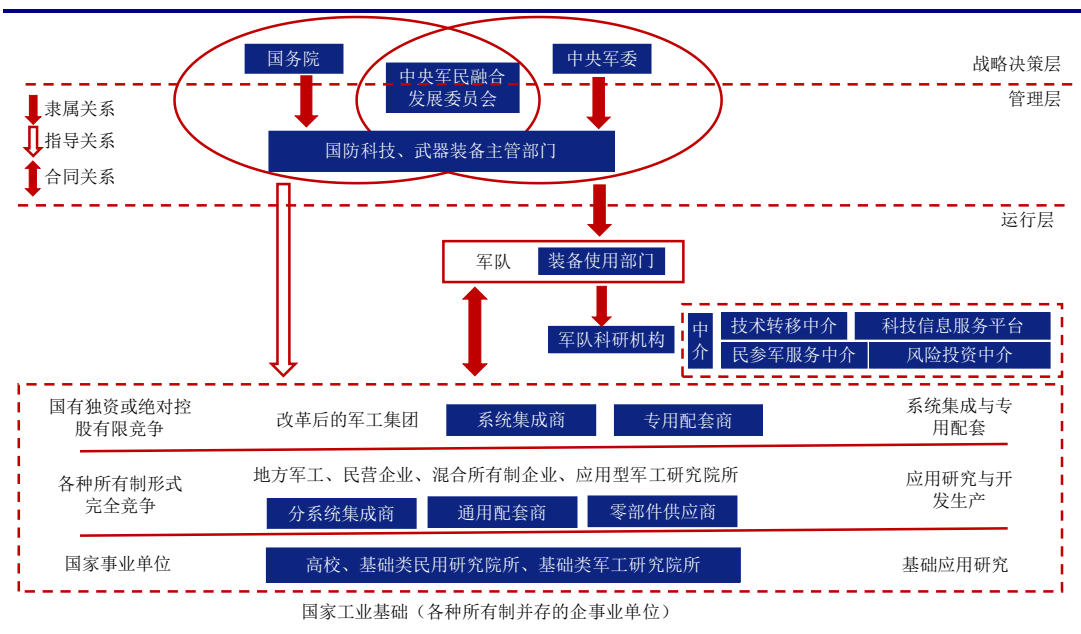 国务院
中央军民融合
发展委员会
中央军委
战略决策层
管理层
隶属关系
指导关系
合同关系
国防科技、武器装备主管部门
运行层
军队
装备使用部门
军队科研机构
中
介
技术转移中介
科技信息服务平台
民参军服务中介
风险投资中介
国有独资或绝对控
股有限竞争
改革后的军工集团
系统集成商
专用配套商
系统集成与专
用配套
各种所有制形式
完全竞争
地方军工、民营企业、混合所有制企业、应用型军工研究院所
分系统集成商
通用配套商
零部件供应商
应用研究与开
发生产
国家事业单位
高校、基础类民用研究院所、基础类军工研究院所
基础应用研究
国家工业基础（各种所有制并存的企事业单位）